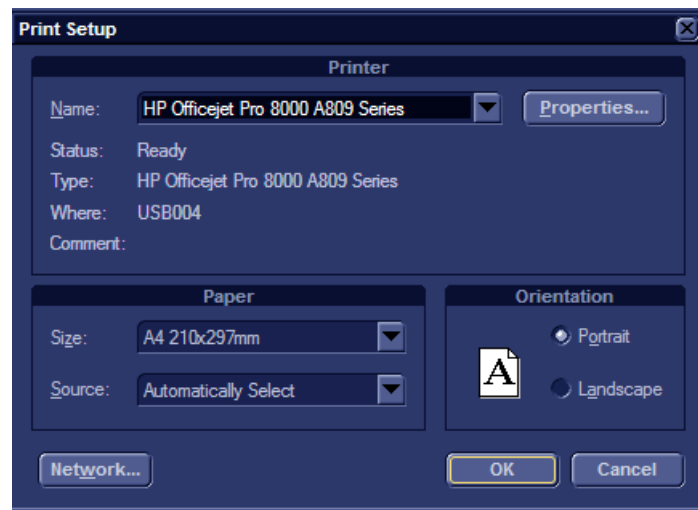 Print Setup
Printer
Name: HP Officejet Pro 8000 A809 Series Properties...
Status: Ready
Type: HP Officejet Pro 8000 A809 Series
Where: USB004
Comment:
Paper
Size: A4 210x297mm
Source: Automatically Select
Orientation
A
Portrait
Landscape
Network... OK Cancel